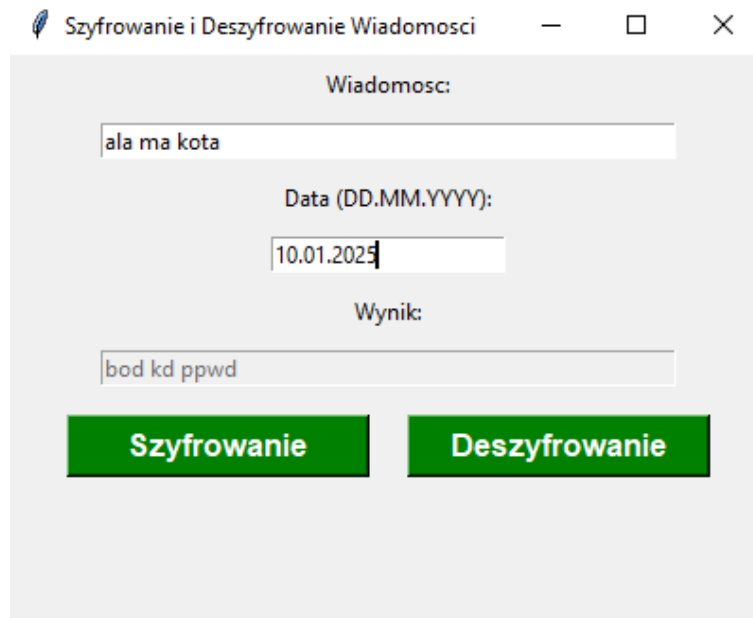 Szyfrowanie i Deszyfrowanie Wiadomosci
Wiadomosc:
ala ma kota
Data (DD.MM.YYYY):
10.01.2025
Wynik:
bod kd ppwd
Szyfrowanie Deszyfrowanie